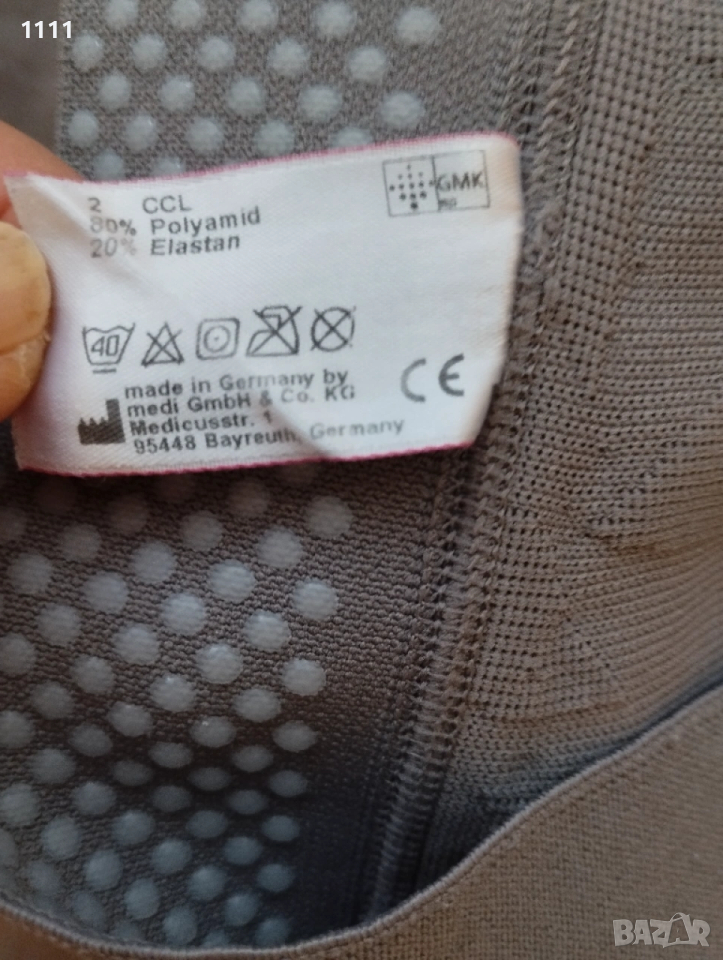 1111
2 CCL
80% Polyamid
20% Elastan
GMK
40
made in Germany by
medi GmbH & Co. KG
Medicusstr. 1
95448 Bayreuth, Germany
CE
BAZAR